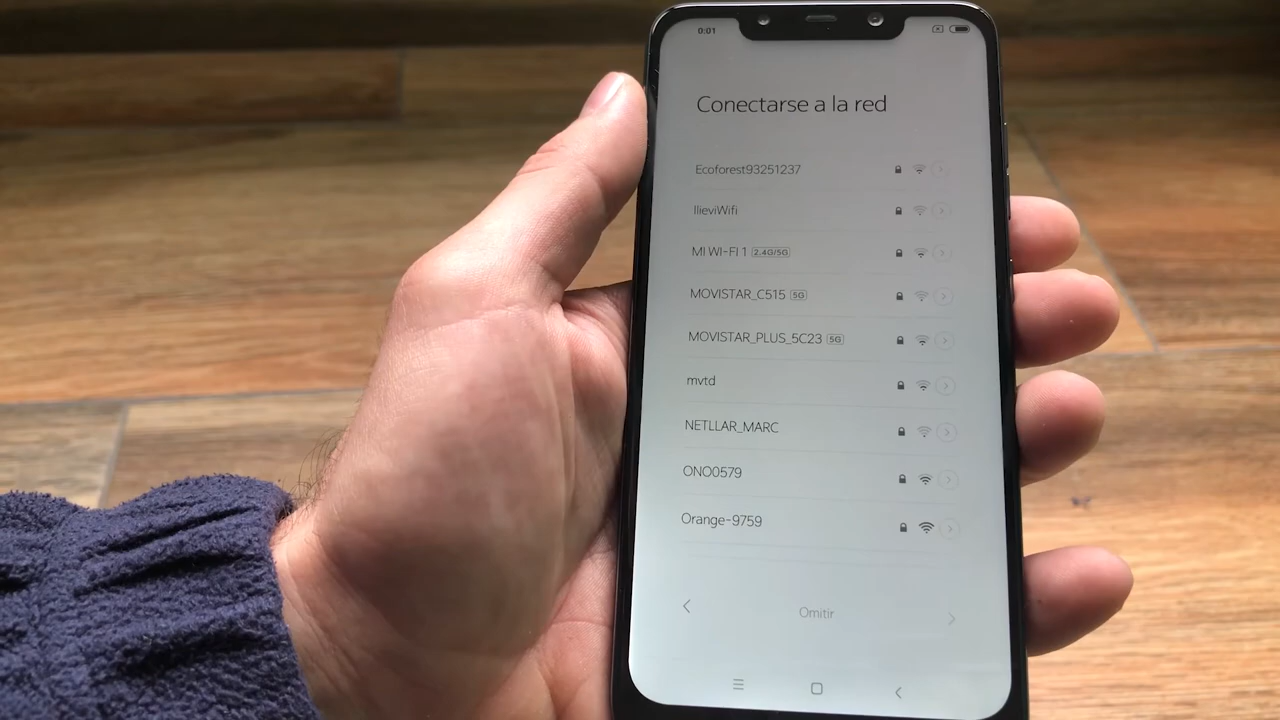 0:01
Conectarse a la red
Ecoforest93251237
llieviWifi
MI WI-FI 1 2.4G/5G
MOVISTAR_C515 5G
MOVISTAR_PLUS_5C23 5G
mvtd
NETLLAR_MARC
ONO0579
Orange-9759
Omitir